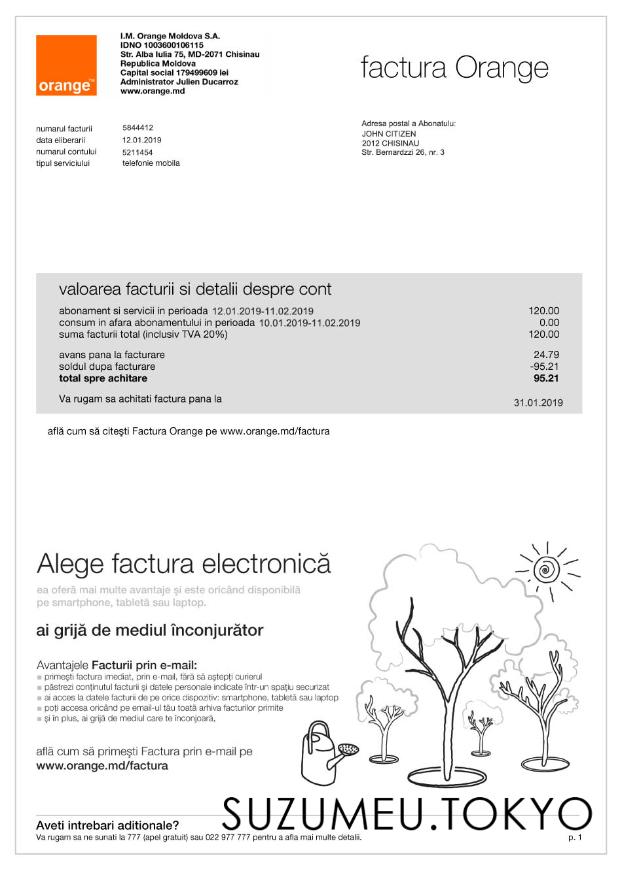 I.M. Orange Moldova S.A.
IDNO 1003600106115
Str. Alba Iulia 75, MD-2071 Chisinau
Republica Moldova
Capital social 179499609 lei
Administrator Julien Ducarroz
www.orange.md
orange™
factura Orange
numarul facturii 5844412
data eliberarii 12.01.2019
numarul contului 5211454
tipul serviciului telefonie mobila
Adresa postal a Abonatulu:
JOHN CITIZEN
2012 CHISINAU
Str. Bernardzzi 26, nr. 3
valoarea facturii si detalii despre cont
abonament si servicii in perioada 12.01.2019-11.02.2019 120.00
consum in afara abonamentului in perioada 10.01.2019-11.02.2019 0.00
suma facturii total (inclusiv TVA 20%) 120.00
avans pana la facturare 24.79
soldul dupa facturare -95.21
total spre achitare 95.21
Va rugam sa achitati factura pana la 31.01.2019
află cum să citeşti Factura Orange pe www.orange.md/factura
Alege factura electronică
ea oferă mai multe avantaje şi este oricând disponibilă
pe smartphone, tabletă sau laptop.
ai grijă de mediul înconjurător
Avantajele Facturii prin e-mail:
primeşti factura imediat, prin e-mail, fără să aştepţi curierul
păstrezi conţinutul facturii şi datele personale indicate într-un spaţiu securizat
ai acces la datele facturii de pe orice dispozitiv: smartphone, tabletă sau laptop
poţi accesa oricând pe email-ul tău toată arhiva facturilor primite
şi în plus, ai grijă de mediul care te înconjoară,
află cum să primeşti Factura prin e-mail pe
www.orange.md/factura
SUZUMEU.TOKYO
Aveti intrebari aditionale?
Va rugam sa ne sunati la 777 (apel gratuit) sau 022 977 777 pentru a afla mai multe detalii. p. 1